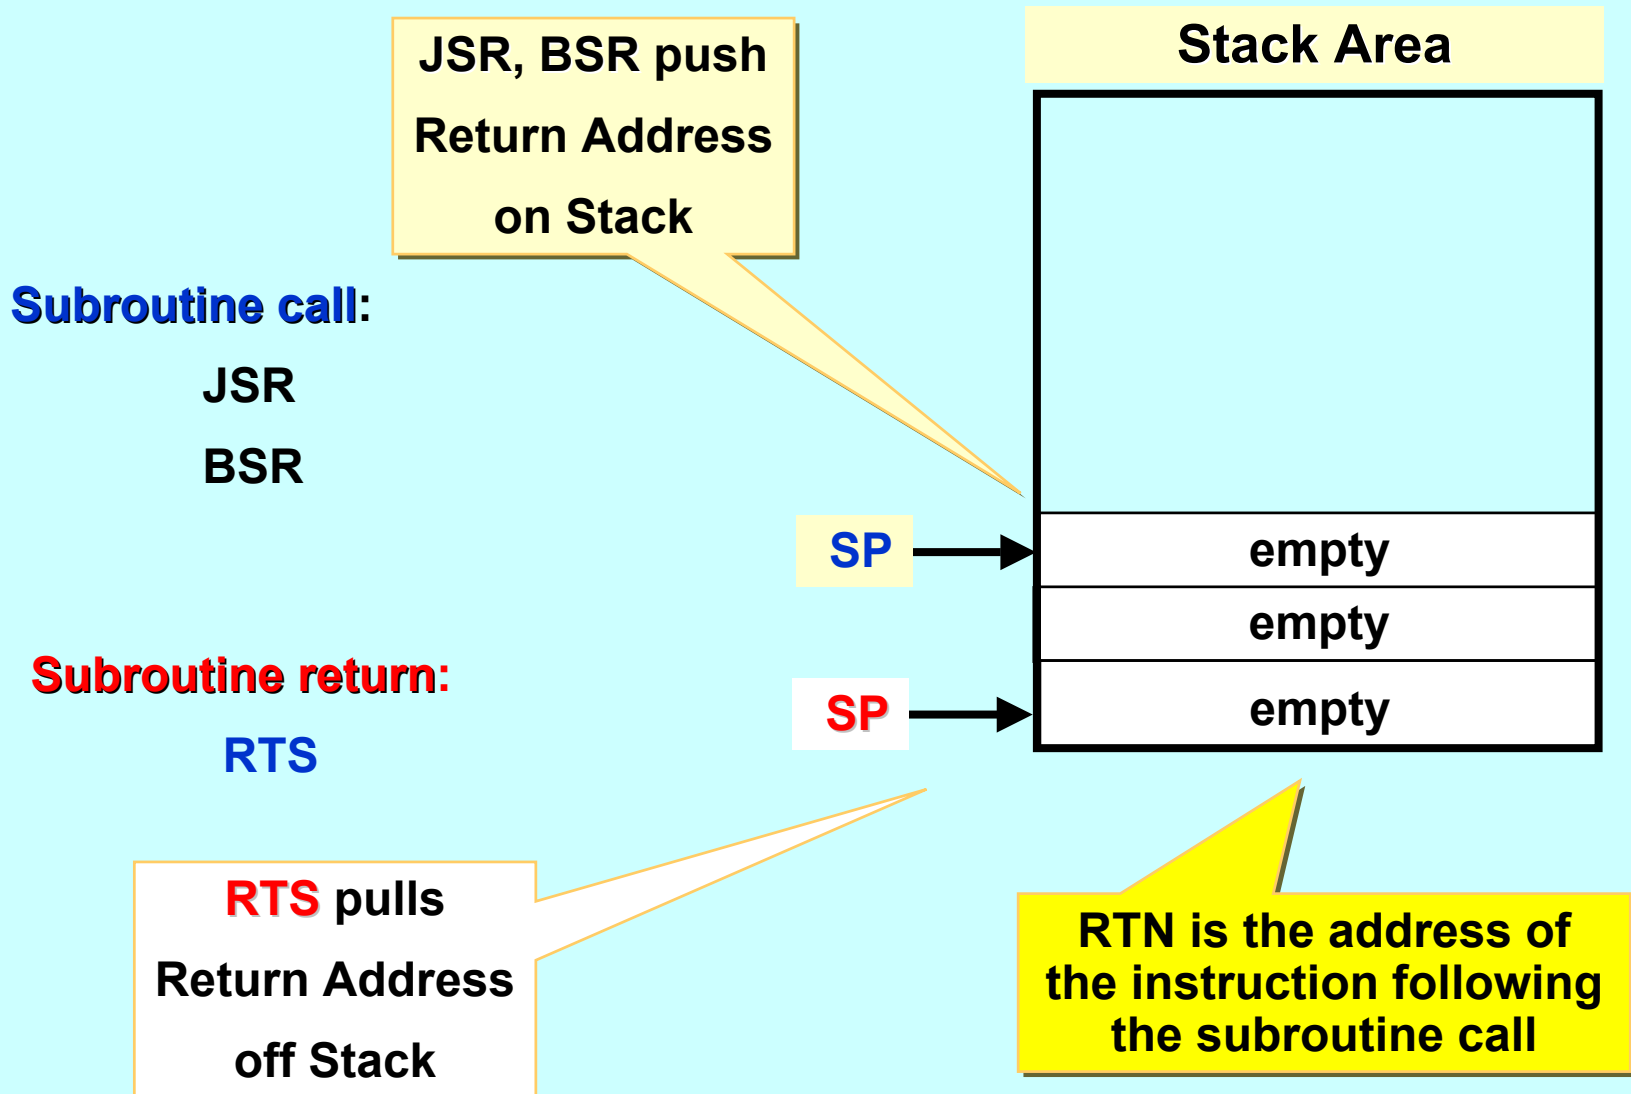 JSR, BSR push
Return Address
on Stack
Stack Area
Subroutine call:
JSR
BSR
SP
empty
empty
Subroutine return:
SP
empty
RTS
RTS pulls
Return Address
off Stack
RTN is the address of
the instruction following
the subroutine call